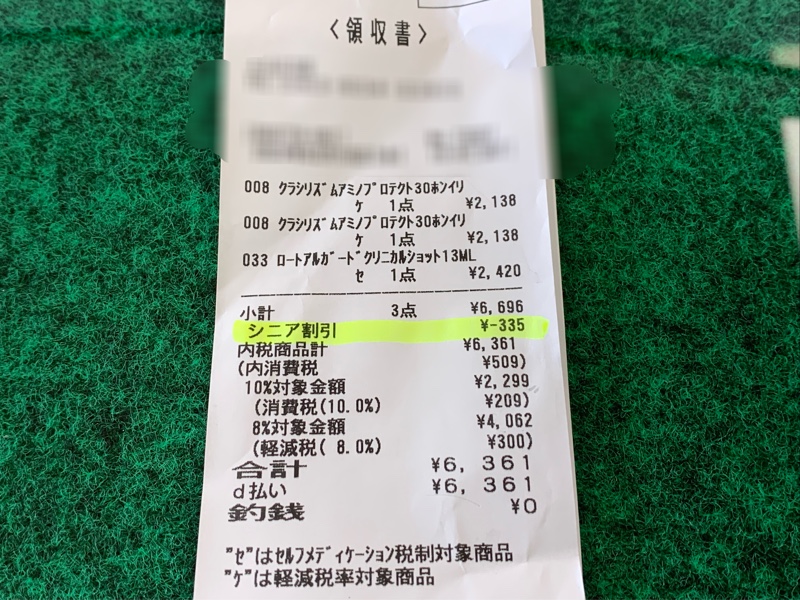 〈領収書〉
008 ｸﾗｼﾘｽﾞﾑｱﾐﾉﾌﾟﾛﾃｸﾄ30ﾎﾝｲﾘ
ｹ 1点 ¥2,138
008 ｸﾗｼﾘｽﾞﾑｱﾐﾉﾌﾟﾛﾃｸﾄ30ﾎﾝｲﾘ
ｹ 1点 ¥2,138
033 ﾛｰﾄｱﾙｶﾞｰﾄﾞｸﾘﾆｶﾙｼｮｯﾄ13ML
ｾ 1点 ¥2,420
小計 3点 ¥6,696
シニア割引 ¥-335
内税商品計 ¥6,361
(内消費税 ¥509)
10%対象金額 ¥2,299
(消費税(10.0%) ¥209)
8%対象金額 ¥4,062
(軽減税( 8.0%) ¥300)
合計 ¥6,361
d払い ¥6,361
釣銭 ¥0
"ｾ"はｾﾙﾌﾒﾃﾞｨｹｰｼｮﾝ税制対象商品
"ｹ"は軽減税率対象商品